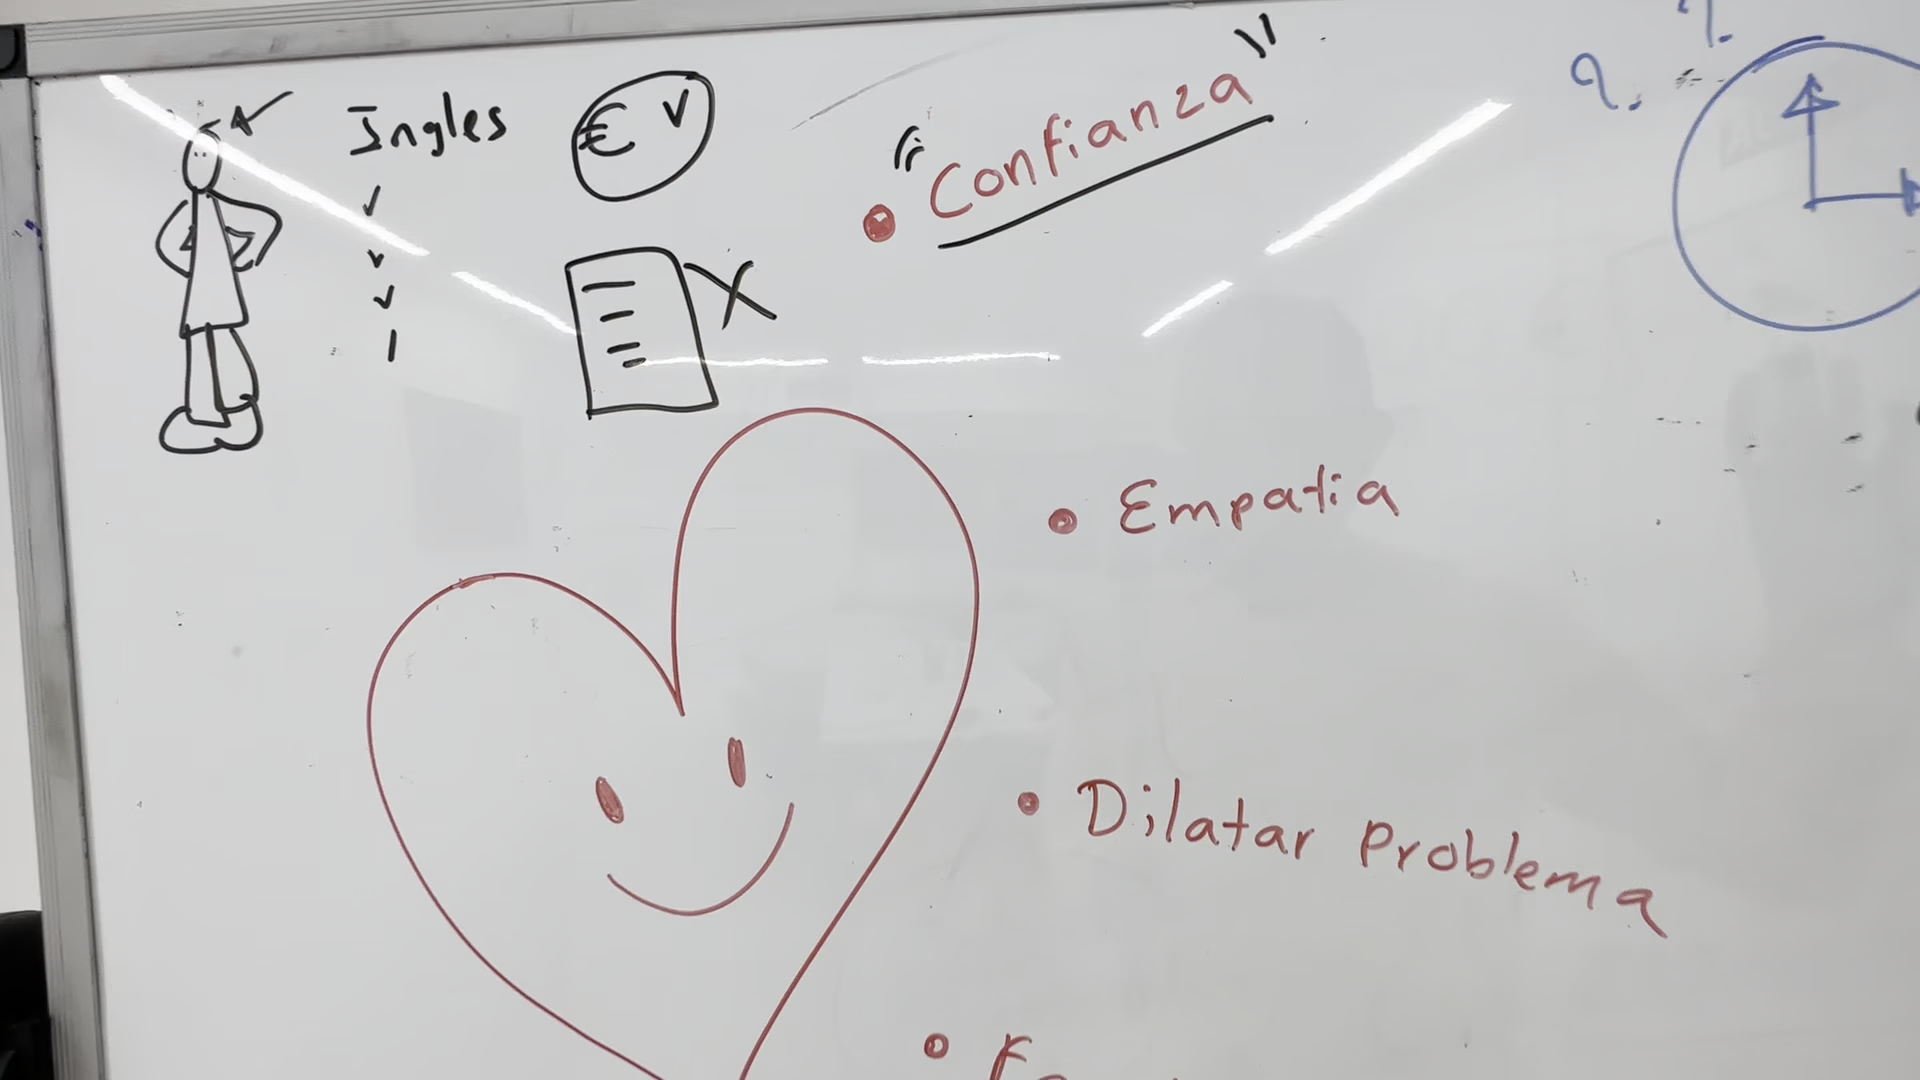 Ingles
€
"Confianza"
• Empatia
• Dilatar Problema